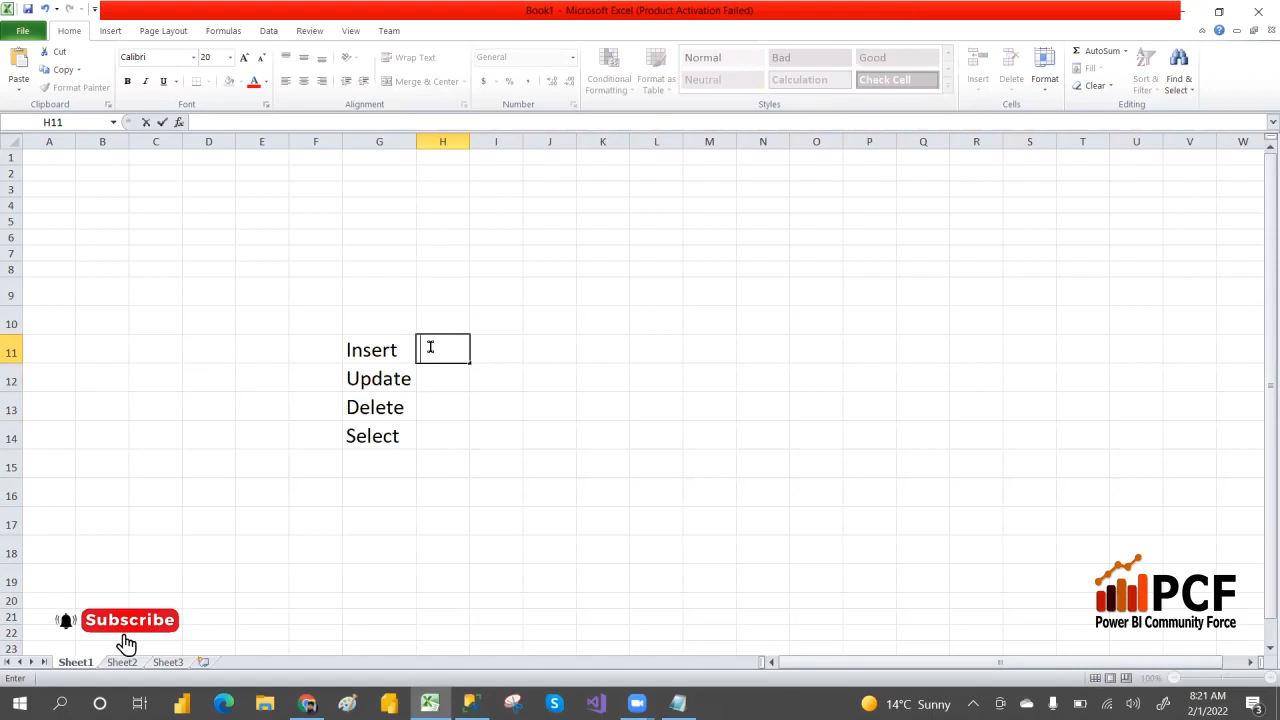 Book1 - Microsoft Excel (Product Activation Failed)
File Home Insert Page Layout Formulas Data Review View Team
Paste
Cut
Copy
Format Painter
Clipboard
Calibri 20
B I U
Font
Wrap Text
Merge & Center
Alignment
General
$ % ,
Number
Conditional Formatting
Format as Table
Normal Bad Good
Neutral Calculation Check Cell
Styles
Insert Delete Format
Cells
AutoSum
Fill
Clear
Sort & Filter
Find & Select
Editing
H11 fx
A B C D E F G H I J K L M N O P Q R S T U V W
1
2
3
4
5
6
7
8
9
10
11 Insert
12 Update
13 Delete
14 Select
15
16
17
18
19
20
21
22
23
Subscribe
PCF
Power BI Community Force
Sheet1 Sheet2 Sheet3
Enter 100%
14°C Sunny
8:21 AM
2/1/2022
3